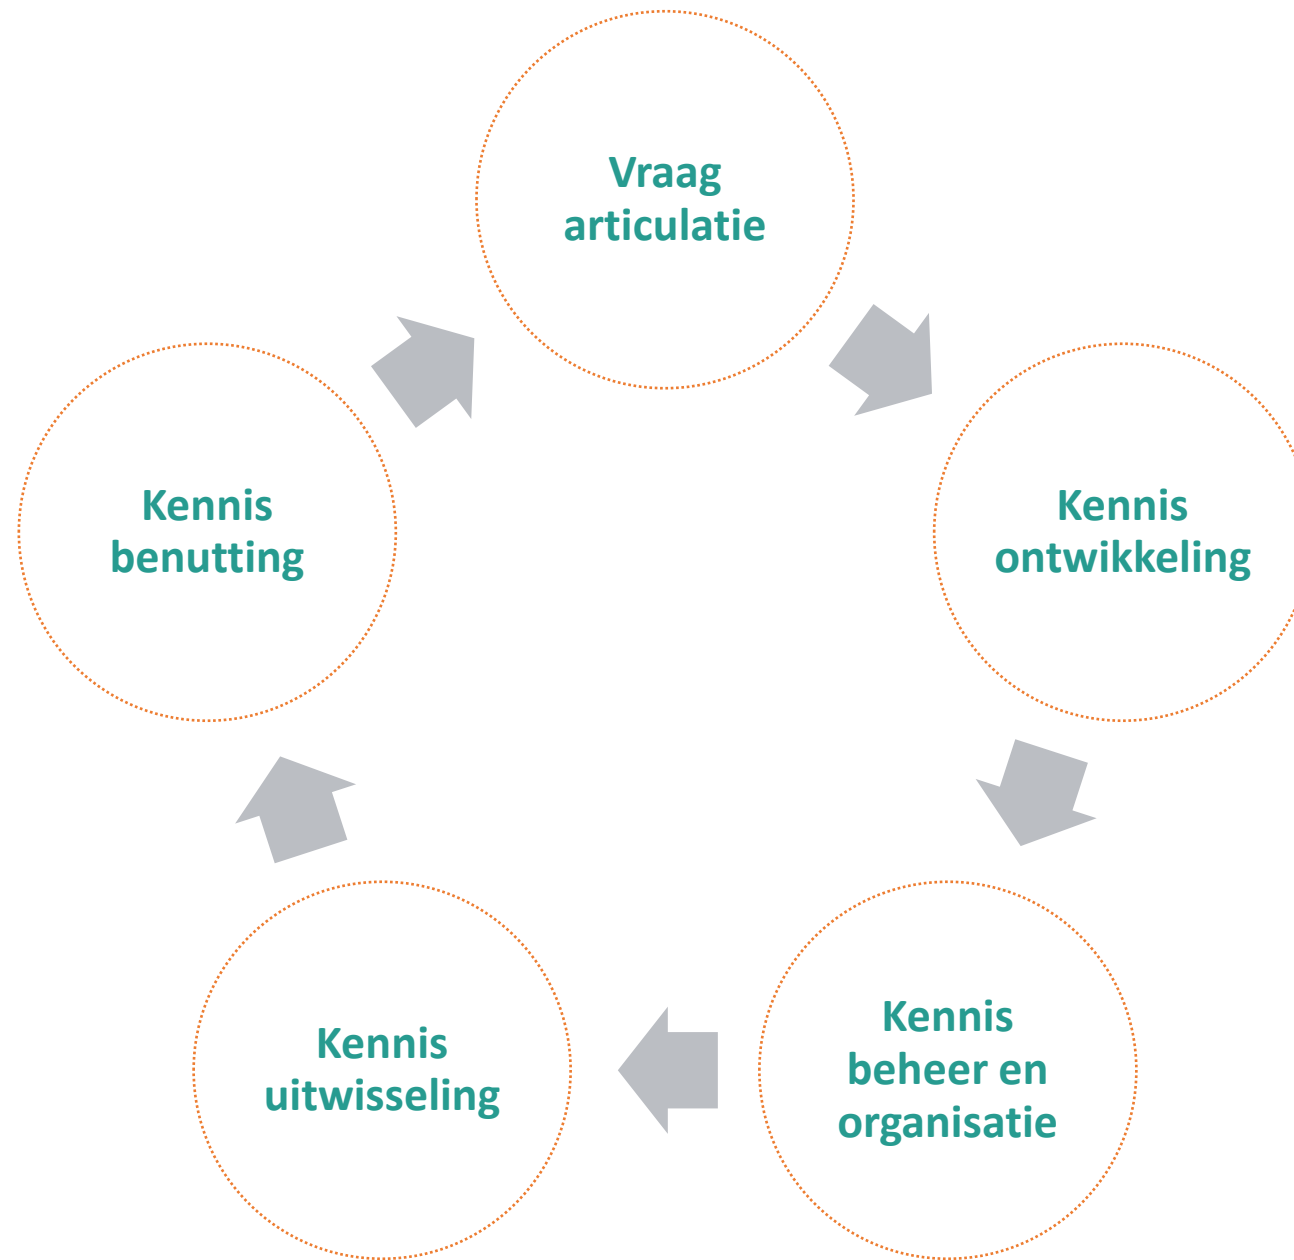 Vraag
articulatie
Kennis
ontwikkeling
Kennis
beheer en
organisatie
Kennis
uitwisseling
Kennis
benutting